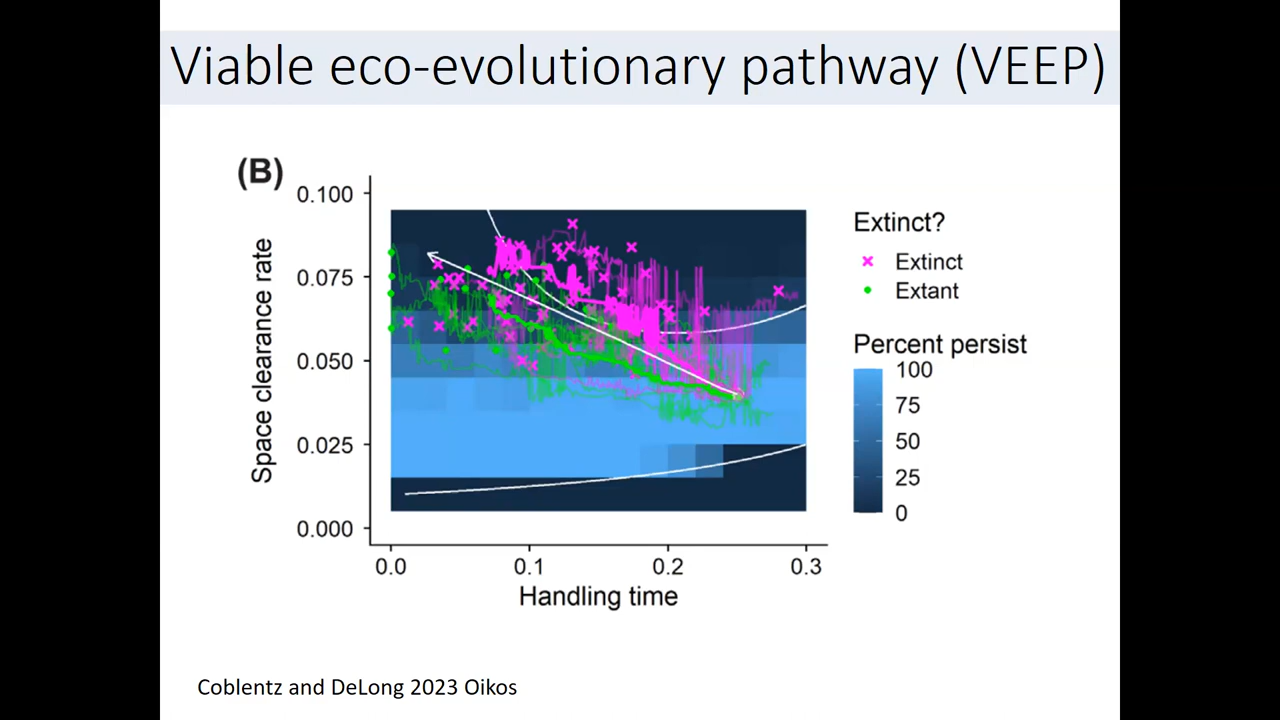 Viable eco-evolutionary pathway (VEEP)
(B)
Space clearance rate
0.100
0.075
0.050
0.025
0.000
0.0 0.1 0.2 0.3
Handling time
Extinct?
Extinct
Extant
Percent persist
100
75
50
25
0
Coblentz and DeLong 2023 Oikos